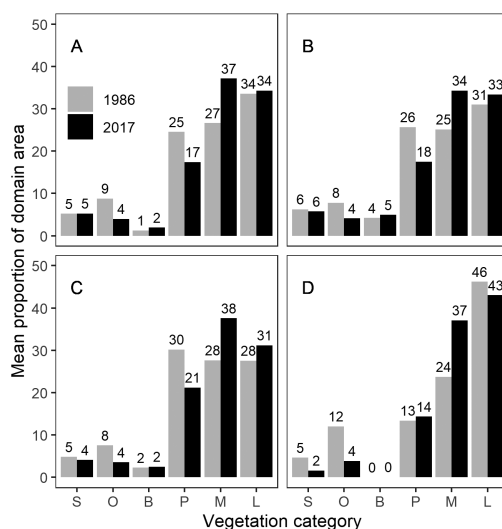 Mean proportion of domain area
50
40
30
20
10
0
A
1986
2017
5 5 9 4 1 2 25 17 27 37 34 34
B
6 6 8 4 4 5 26 18 25 34 31 33
50
40
30
20
10
0
C
5 4 8 4 2 2 30 21 28 38 28 31
D
5 2 12 4 0 0 13 14 24 37 46 43
S O B P M L
S O B P M L
Vegetation category